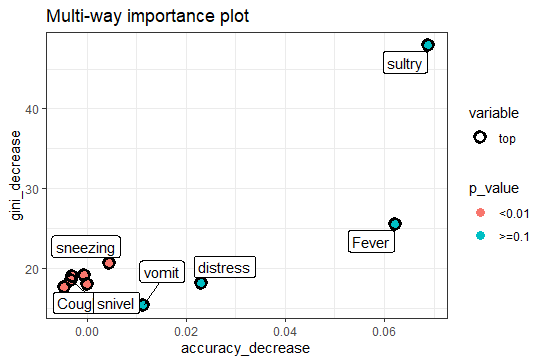 Multi-way importance plot
sultry
Fever
sneezing
vomit
distress
Coug
snivel
gini_decrease
40
30
20
0.00
0.02
0.04
0.06
accuracy_decrease
variable
top
p_value
<0.01
>=0.1